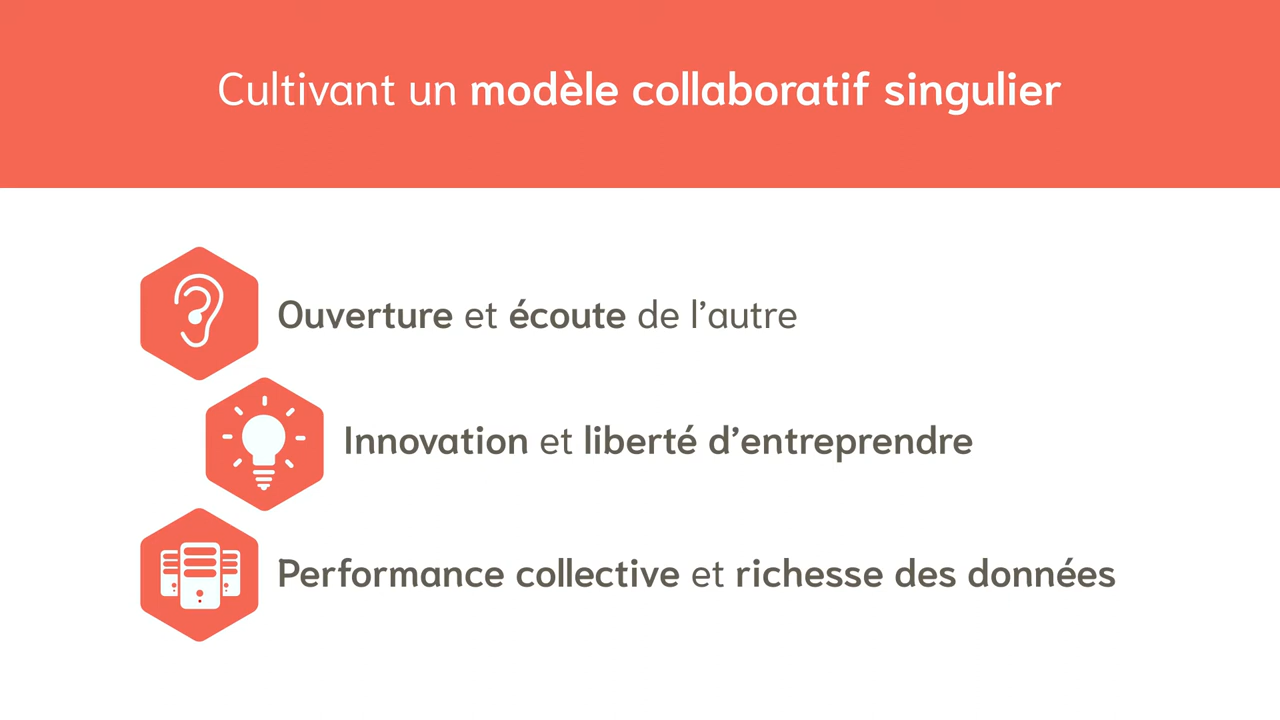 Cultivant un modèle collaboratif singulier
Ouverture et écoute de l’autre
Innovation et liberté d’entreprendre
Performance collective et richesse des données